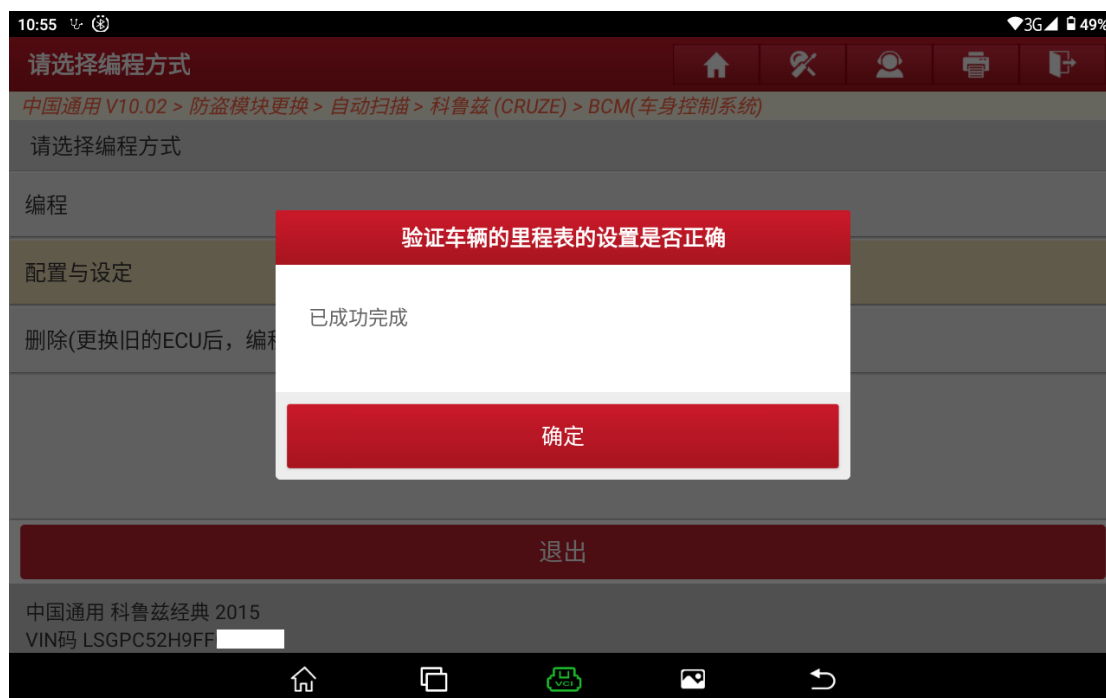 10:55
3G 49%
请选择编程方式
中国通用 V10.02 > 防盗模块更换 > 自动扫描 > 科鲁兹 (CRUZE) > BCM(车身控制系统)
请选择编程方式
编程
验证车辆的里程表的设置是否正确
配置与设定
已成功完成
删除(更换旧的ECU后，编程
确定
退出
中国通用 科鲁兹经典 2015
VIN码 LSGPC52H9FF
VCI